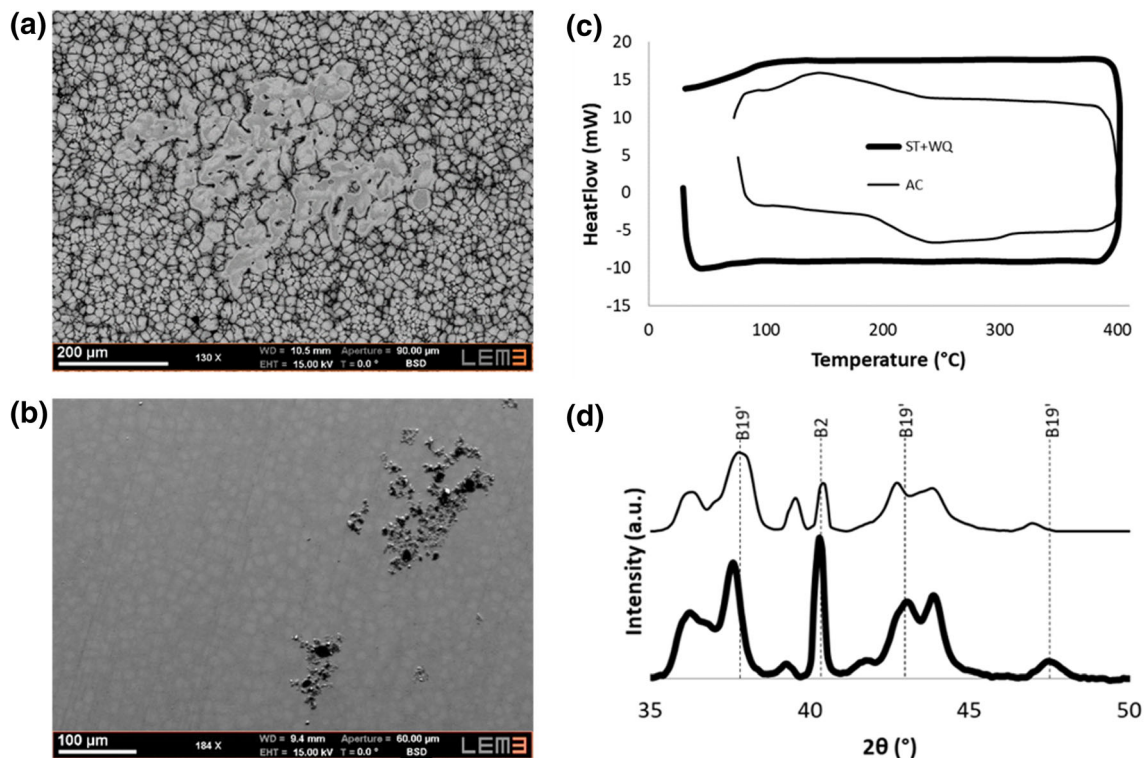 (a)
200 µm
130 X
WD = 10.5 mm Aperture = 90.00 µm
EHT = 15.00 kV T = 0.0 ° BSD
LEM3
(b)
100 µm
184 X
WD = 9.4 mm Aperture = 60.00 µm
EHT = 15.00 kV T = 0.0 ° BSD
LEM3
(c)
HeatFlow (mW)
20
15
10
5
0
-5
-10
-15
0 100 200 300 400
Temperature (°C)
ST+WQ
AC
(d)
B19' B2 B19' B19'
Intensity (a.u.)
35 40 45 50
2θ (°)